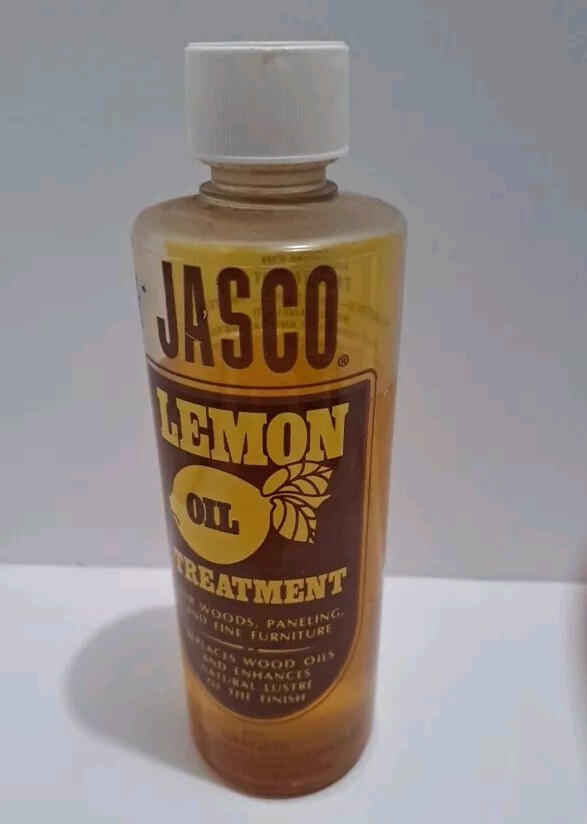 JASCO®
LEMON
OIL
TREATMENT
WOODS, PANELING,
AND FINE FURNITURE
REPLACES WOOD OILS
AND ENHANCES
NATURAL LUSTRE
OF THE FINISH